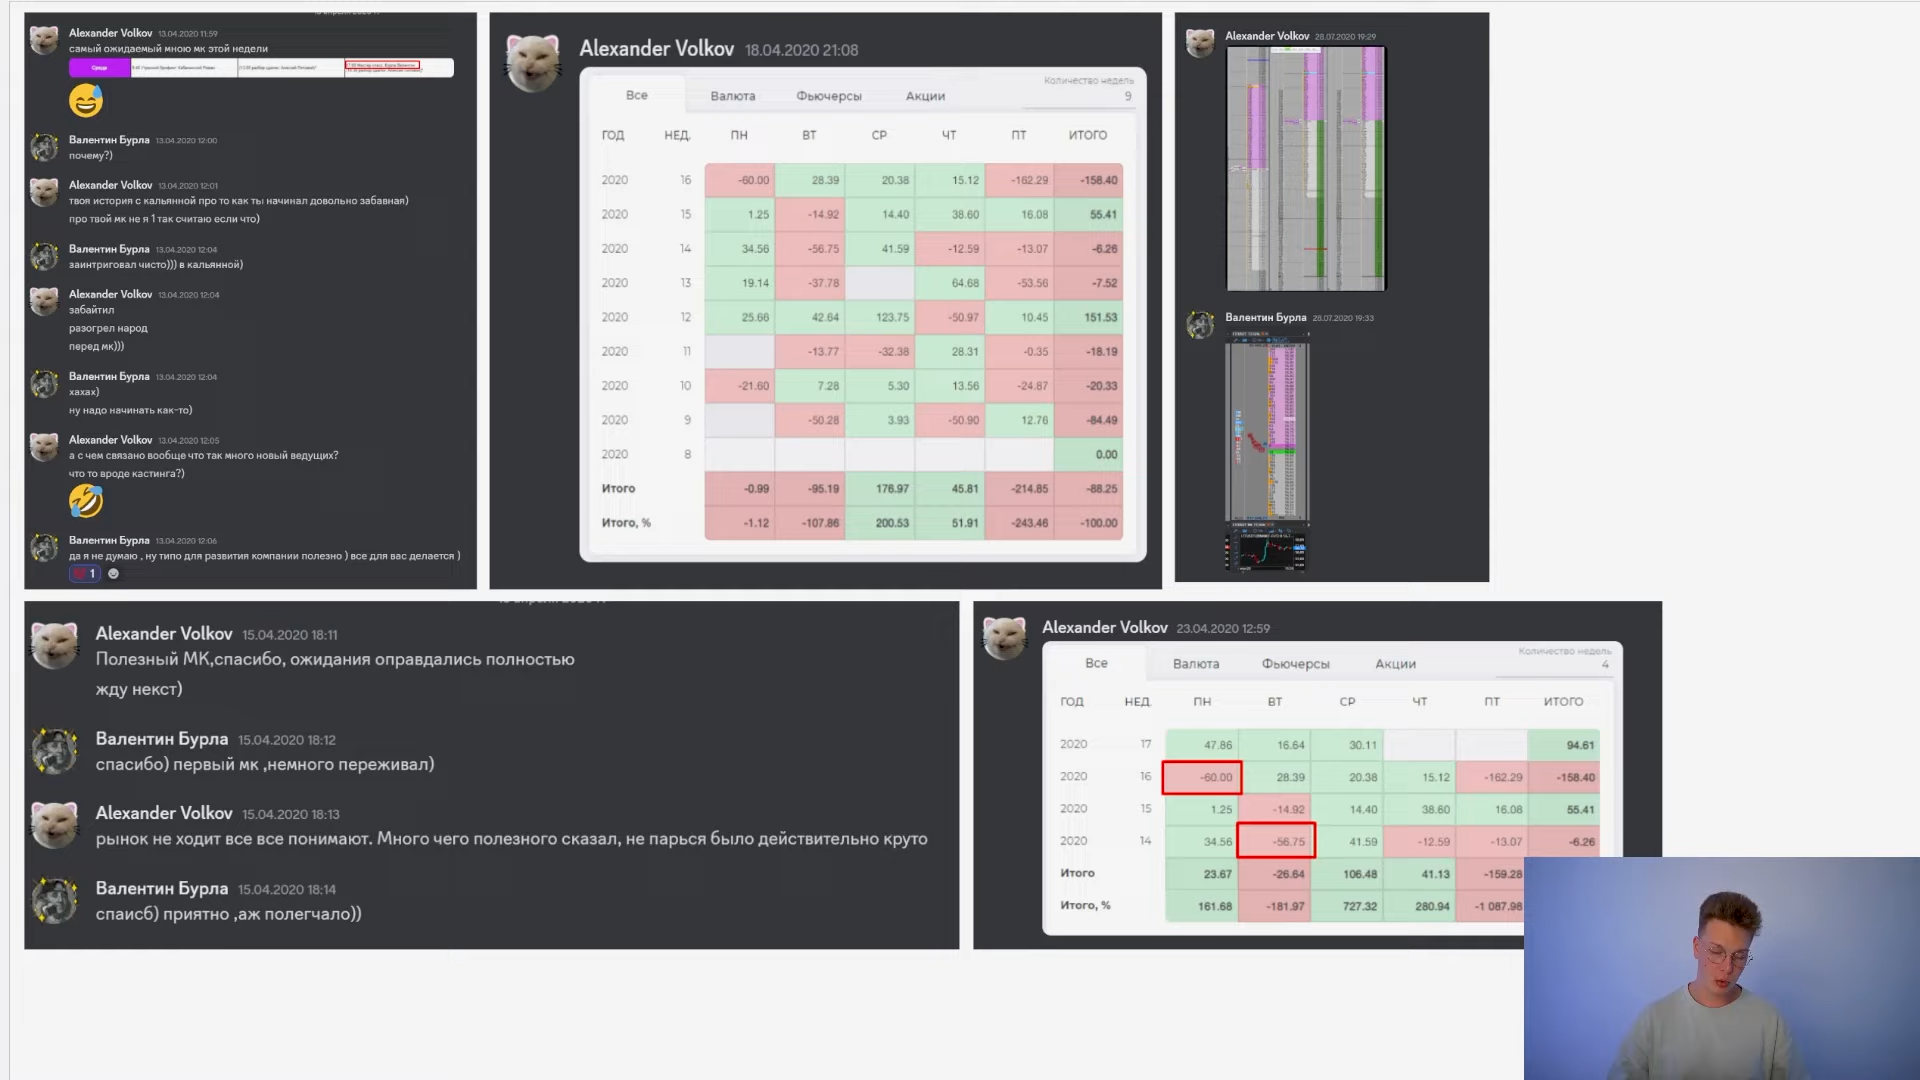 Alexander Volkov 13.04.2020 11:59
самый ожидаемый мною мк этой недели
Среда
Валентин Бурла 13.04.2020 12:00
почему?)
Alexander Volkov 13.04.2020 12:01
твоя история с кальянной про то как ты начинал довольно забавная)
про твой мк не я 1 так считаю если что)
Валентин Бурла 13.04.2020 12:04
заинтриговал чисто))) в кальянной)
Alexander Volkov 13.04.2020 12:04
забайтил
разогрел народ
перед мк)))
Валентин Бурла 13.04.2020 12:04
хахах)
ну надо начинать как-то)
Alexander Volkov 13.04.2020 12:05
а с чем связано вообще что так много новый ведущих?
что то вроде кастинга?)
Валентин Бурла 13.04.2020 12:06
да я не думаю , ну типо для развития компании полезно ) все для вас делается )
1
Alexander Volkov 18.04.2020 21:08
Количество недель
Все Валюта Фьючерсы Акции 9
ГОД НЕД. ПН ВТ СР ЧТ ПТ ИТОГО
2020 16 -60.00 28.39 20.38 15.12 -162.29 -158.40
2020 15 1.25 -14.92 14.40 38.60 16.08 55.41
2020 14 34.56 -56.75 41.59 -12.59 -13.07 -6.26
2020 13 19.14 -37.78 64.68 -53.56 -7.52
2020 12 25.66 42.64 123.75 -50.97 10.45 151.53
2020 11 -13.77 -32.38 28.31 -0.35 -18.19
2020 10 -21.60 7.28 5.30 13.56 -24.87 -20.33
2020 9 -50.28 3.93 -50.90 12.76 -84.49
2020 8 0.00
Итого -0.99 -95.19 176.97 45.81 -214.85 -88.25
Итого, % -1.12 -107.86 200.53 51.91 -243.46 -100.00
Alexander Volkov 28.07.2020 19:29
Валентин Бурла 28.07.2020 19:33
Alexander Volkov 15.04.2020 18:11
Полезный МК,спасибо, ожидания оправдались полностью
жду некст)
Валентин Бурла 15.04.2020 18:12
спасибо) первый мк ,немного переживал)
Alexander Volkov 15.04.2020 18:13
рынок не ходит все все понимают. Много чего полезного сказал, не парься было действительно круто
Валентин Бурла 15.04.2020 18:14
спаисб) приятно ,аж полегчало))
Alexander Volkov 23.04.2020 12:59
Количество недель
Все Валюта Фьючерсы Акции 4
ГОД НЕД. ПН ВТ СР ЧТ ПТ ИТОГО
2020 17 47.86 16.64 30.11 94.61
2020 16 -60.00 28.39 20.38 15.12 -162.29 -158.40
2020 15 1.25 -14.92 14.40 38.60 16.08 55.41
2020 14 34.56 -56.75 41.59 -12.59 -13.07 -6.26
Итого 23.67 -26.64 106.48 41.13 -159.28
Итого, % 161.68 -181.97 727.32 280.94 -1 087.98